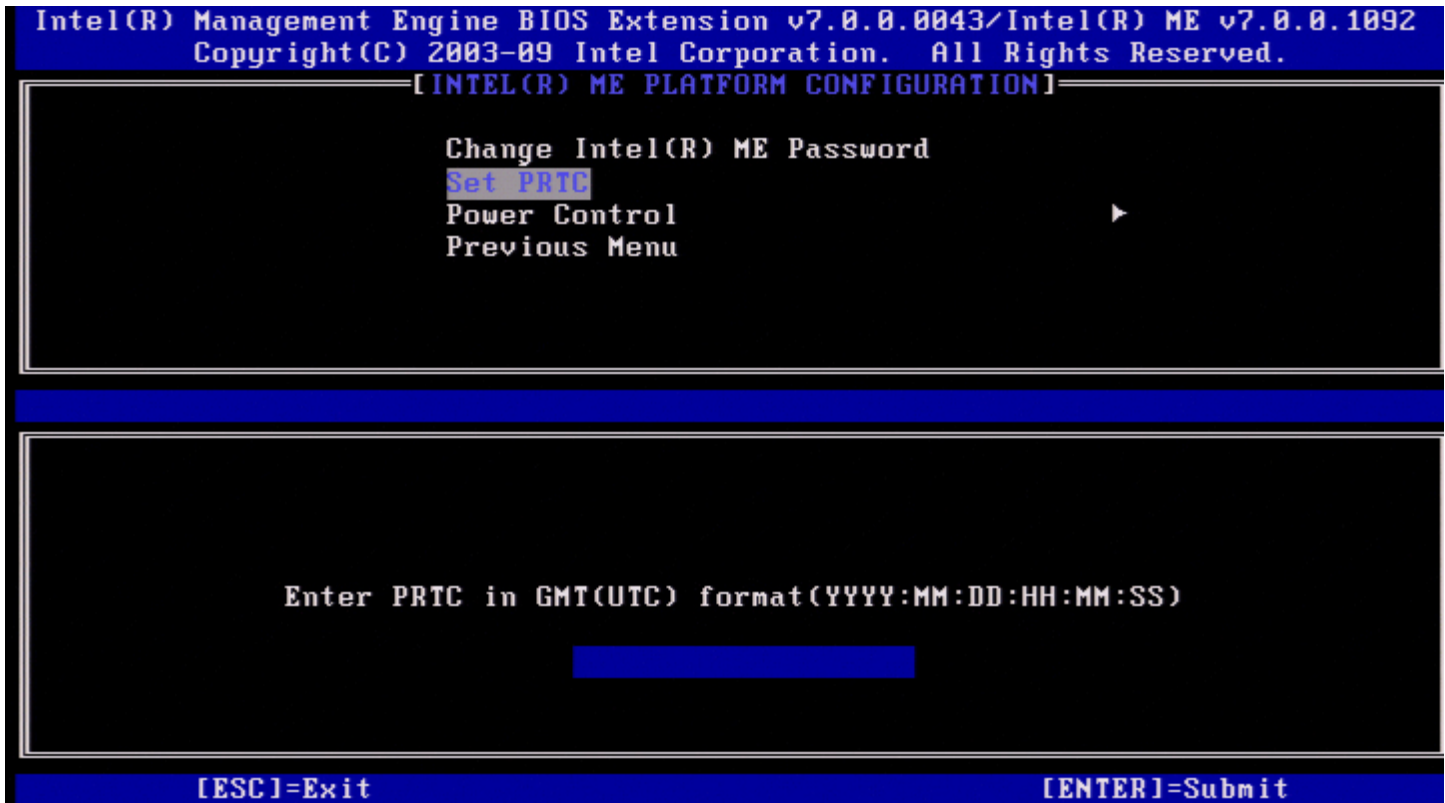 Intel(R) Management Engine BIOS Extension v7.0.0.0043/Intel(R) ME v7.0.0.1092
Copyright(C) 2003-09 Intel Corporation. All Rights Reserved.
[INTEL(R) ME PLATFORM CONFIGURATION]
Change Intel(R) ME Password
Set PRTC
Power Control
Previous Menu
Enter PRTC in GMT(UTC) format(YYYY:MM:DD:HH:MM:SS)
[ESC]=Exit [ENTER]=Submit